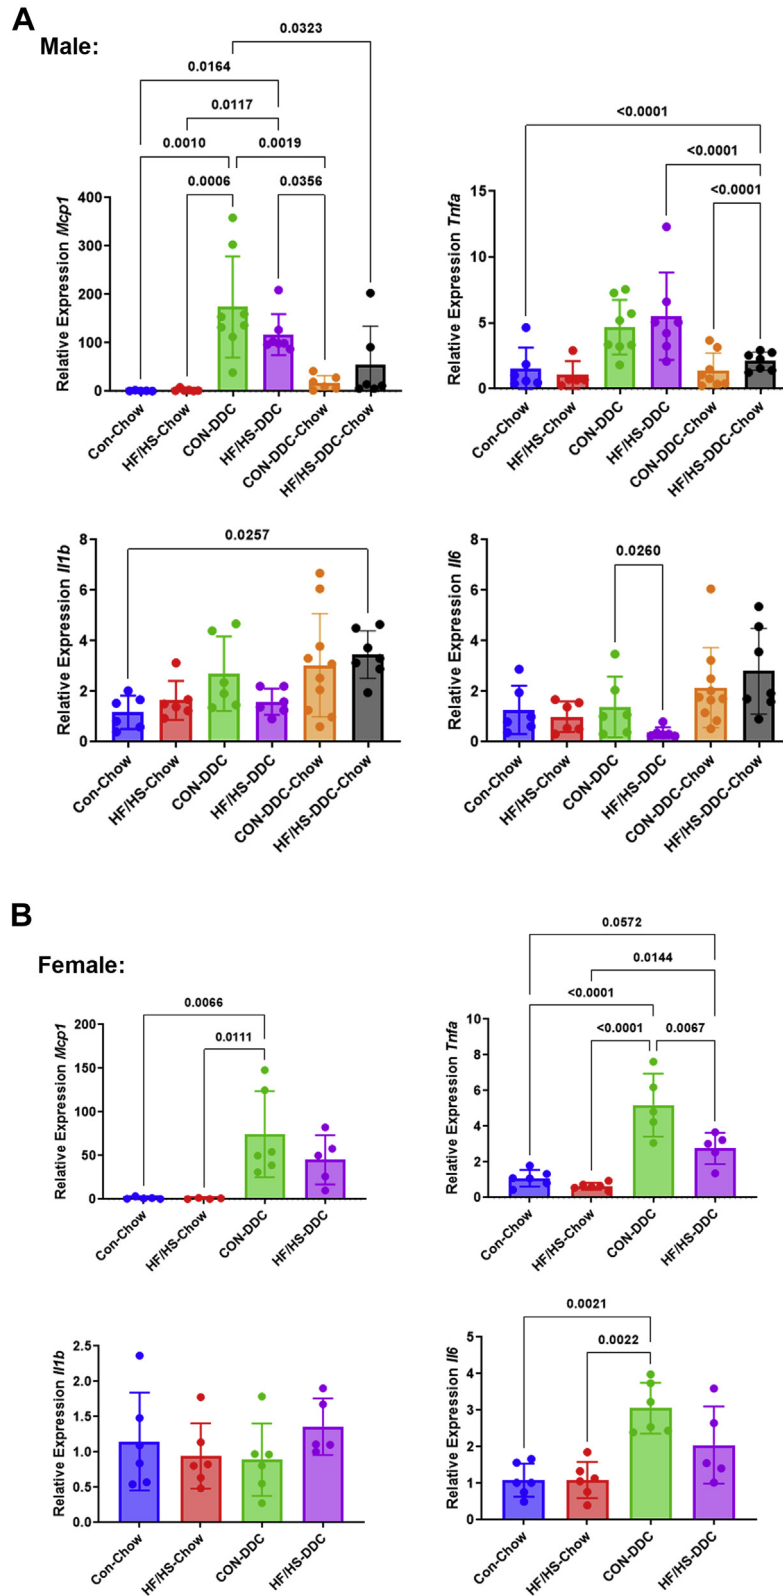 A
Male:
0.0323
0.0164
0.0117
0.0010
0.0019
0.0006
0.0356
Relative Expression Mcp1
400
300
200
100
0
Con-Chow
HF/HS-Chow
CON-DDC
HF/HS-DDC
CON-DDC-Chow
HF/HS-DDC-Chow
<0.0001
<0.0001
<0.0001
Relative Expression Tnfa
15
10
5
0
Con-Chow
HF/HS-Chow
CON-DDC
HF/HS-DDC
CON-DDC-Chow
HF/HS-DDC-Chow
0.0257
Relative Expression Il1b
8
6
4
2
0
Con-Chow
HF/HS-Chow
CON-DDC
HF/HS-DDC
CON-DDC-Chow
HF/HS-DDC-Chow
0.0260
Relative Expression Il6
8
6
4
2
0
Con-Chow
HF/HS-Chow
CON-DDC
HF/HS-DDC
CON-DDC-Chow
HF/HS-DDC-Chow
B
Female:
0.0066
0.0111
Relative Expression Mcp1
200
150
100
50
0
Con-Chow
HF/HS-Chow
CON-DDC
HF/HS-DDC
0.0572
0.0144
<0.0001
<0.0001
0.0067
Relative Expression Tnfa
10
8
6
4
2
0
Con-Chow
HF/HS-Chow
CON-DDC
HF/HS-DDC
Relative Expression Il1b
2.5
2.0
1.5
1.0
0.5
0.0
Con-Chow
HF/HS-Chow
CON-DDC
HF/HS-DDC
0.0021
0.0022
Relative Expression Il6
5
4
3
2
1
0
Con-Chow
HF/HS-Chow
CON-DDC
HF/HS-DDC